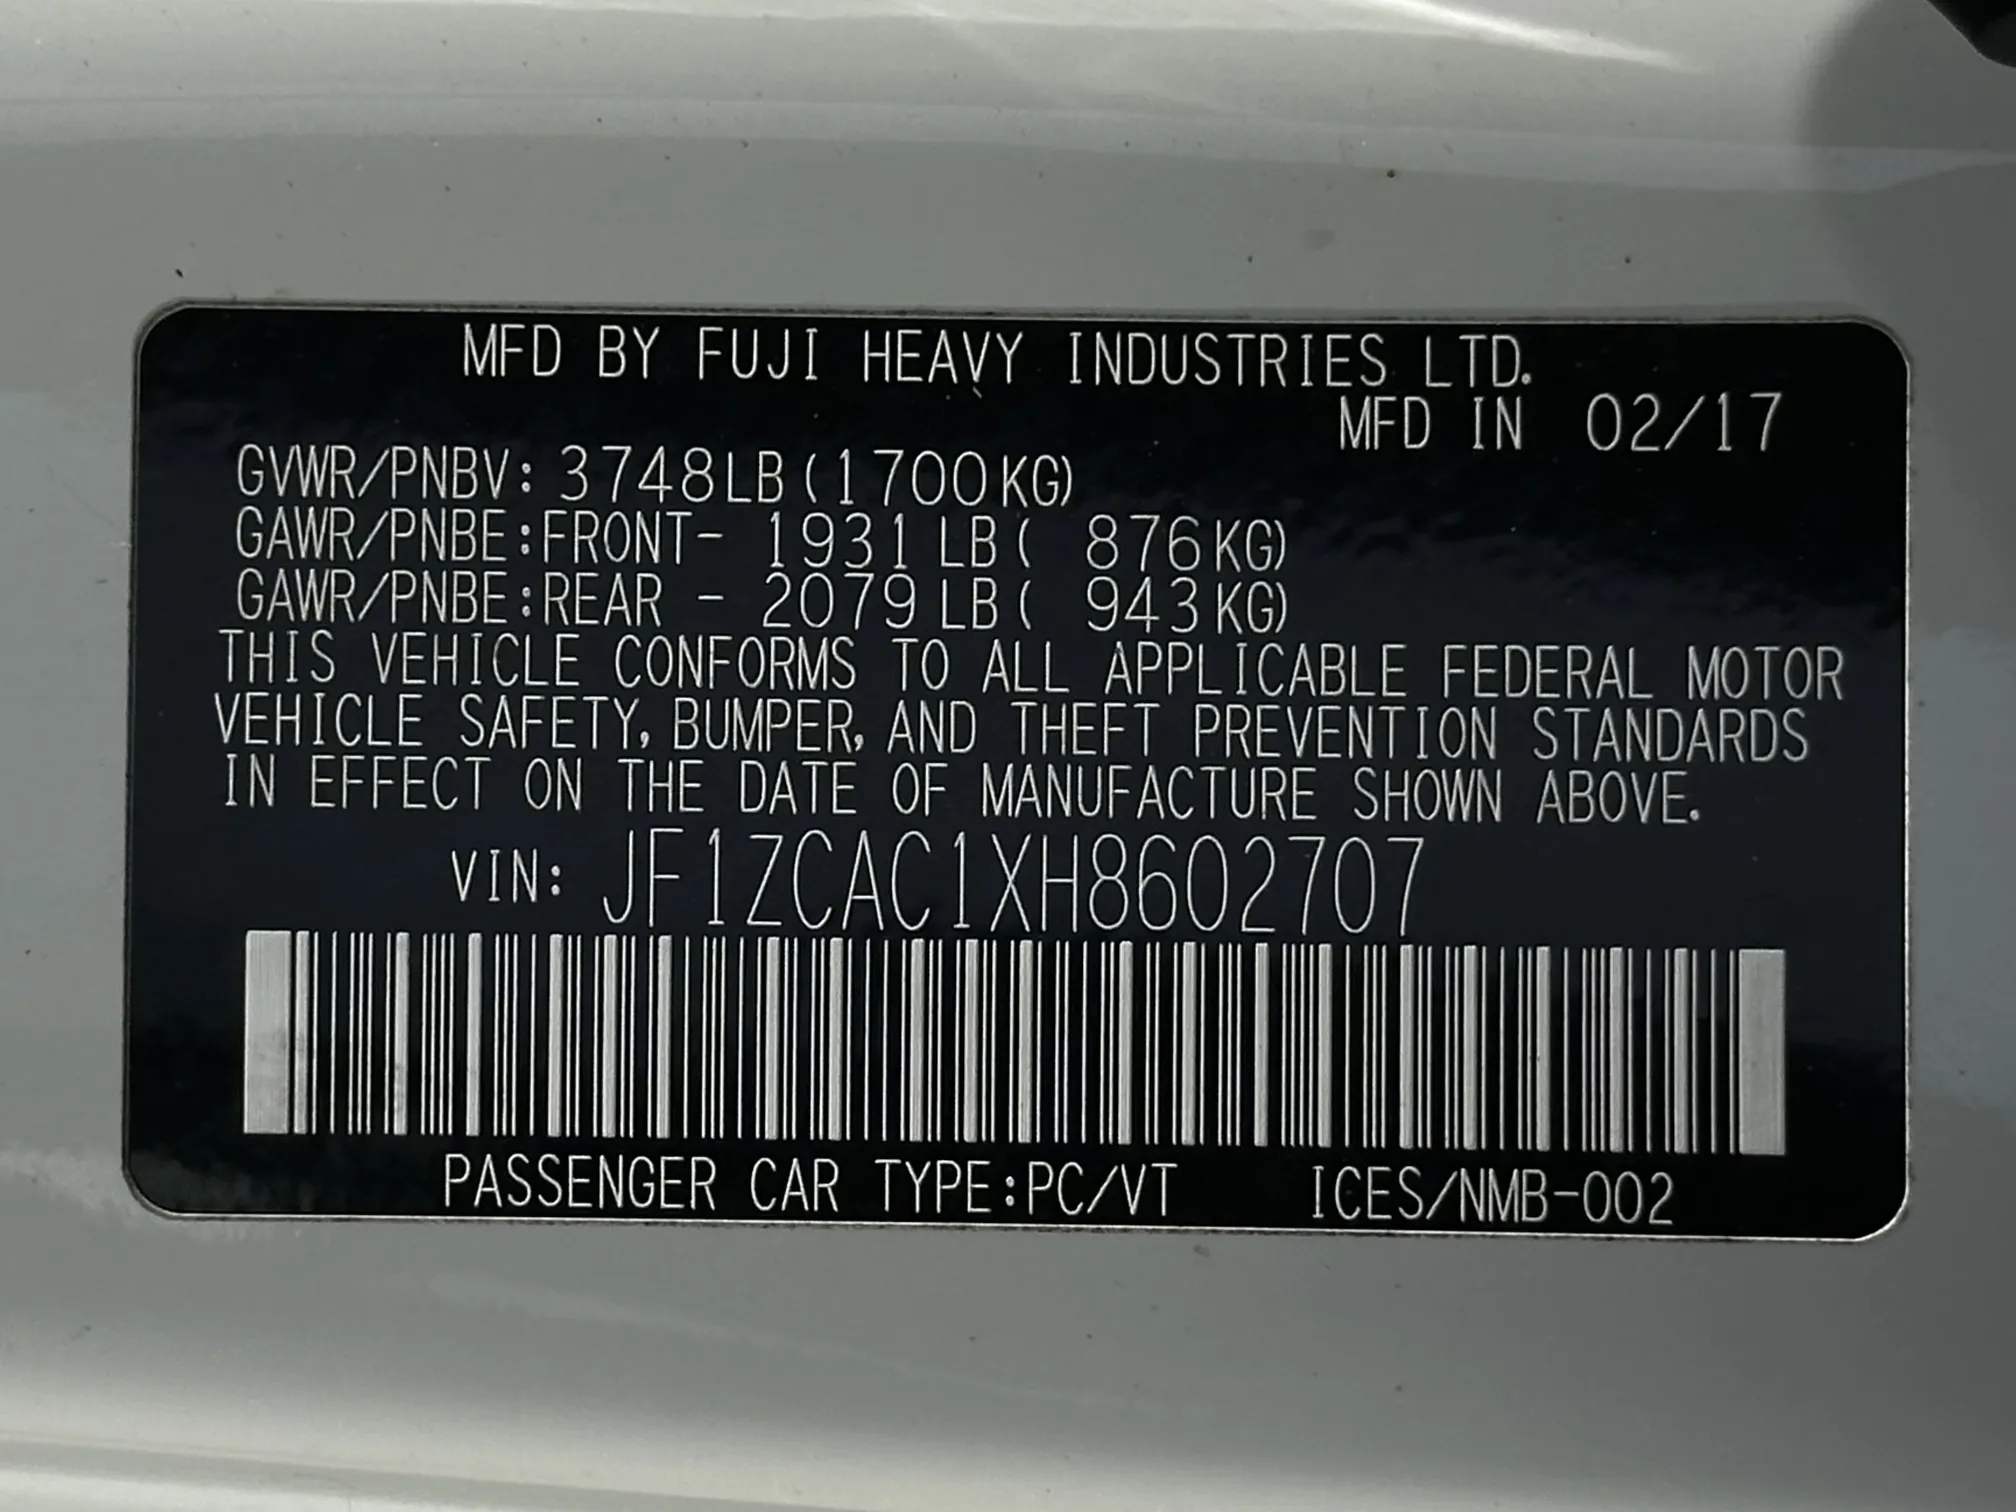 MFD BY FUJI HEAVY INDUSTRIES LTD.
MFD IN 02/17
GVWR/PNBV: 3748LB(1700KG)
GAWR/PNBE:FRONT- 1931LB( 876KG)
GAWR/PNBE:REAR - 2079LB( 943KG)
THIS VEHICLE CONFORMS TO ALL APPLICABLE FEDERAL MOTOR
VEHICLE SAFETY, BUMPER, AND THEFT PREVENTION STANDARDS
IN EFFECT ON THE DATE OF MANUFACTURE SHOWN ABOVE.
VIN: JF1ZCAC1XH8602707
PASSENGER CAR TYPE:PC/VT ICES/NMB-002